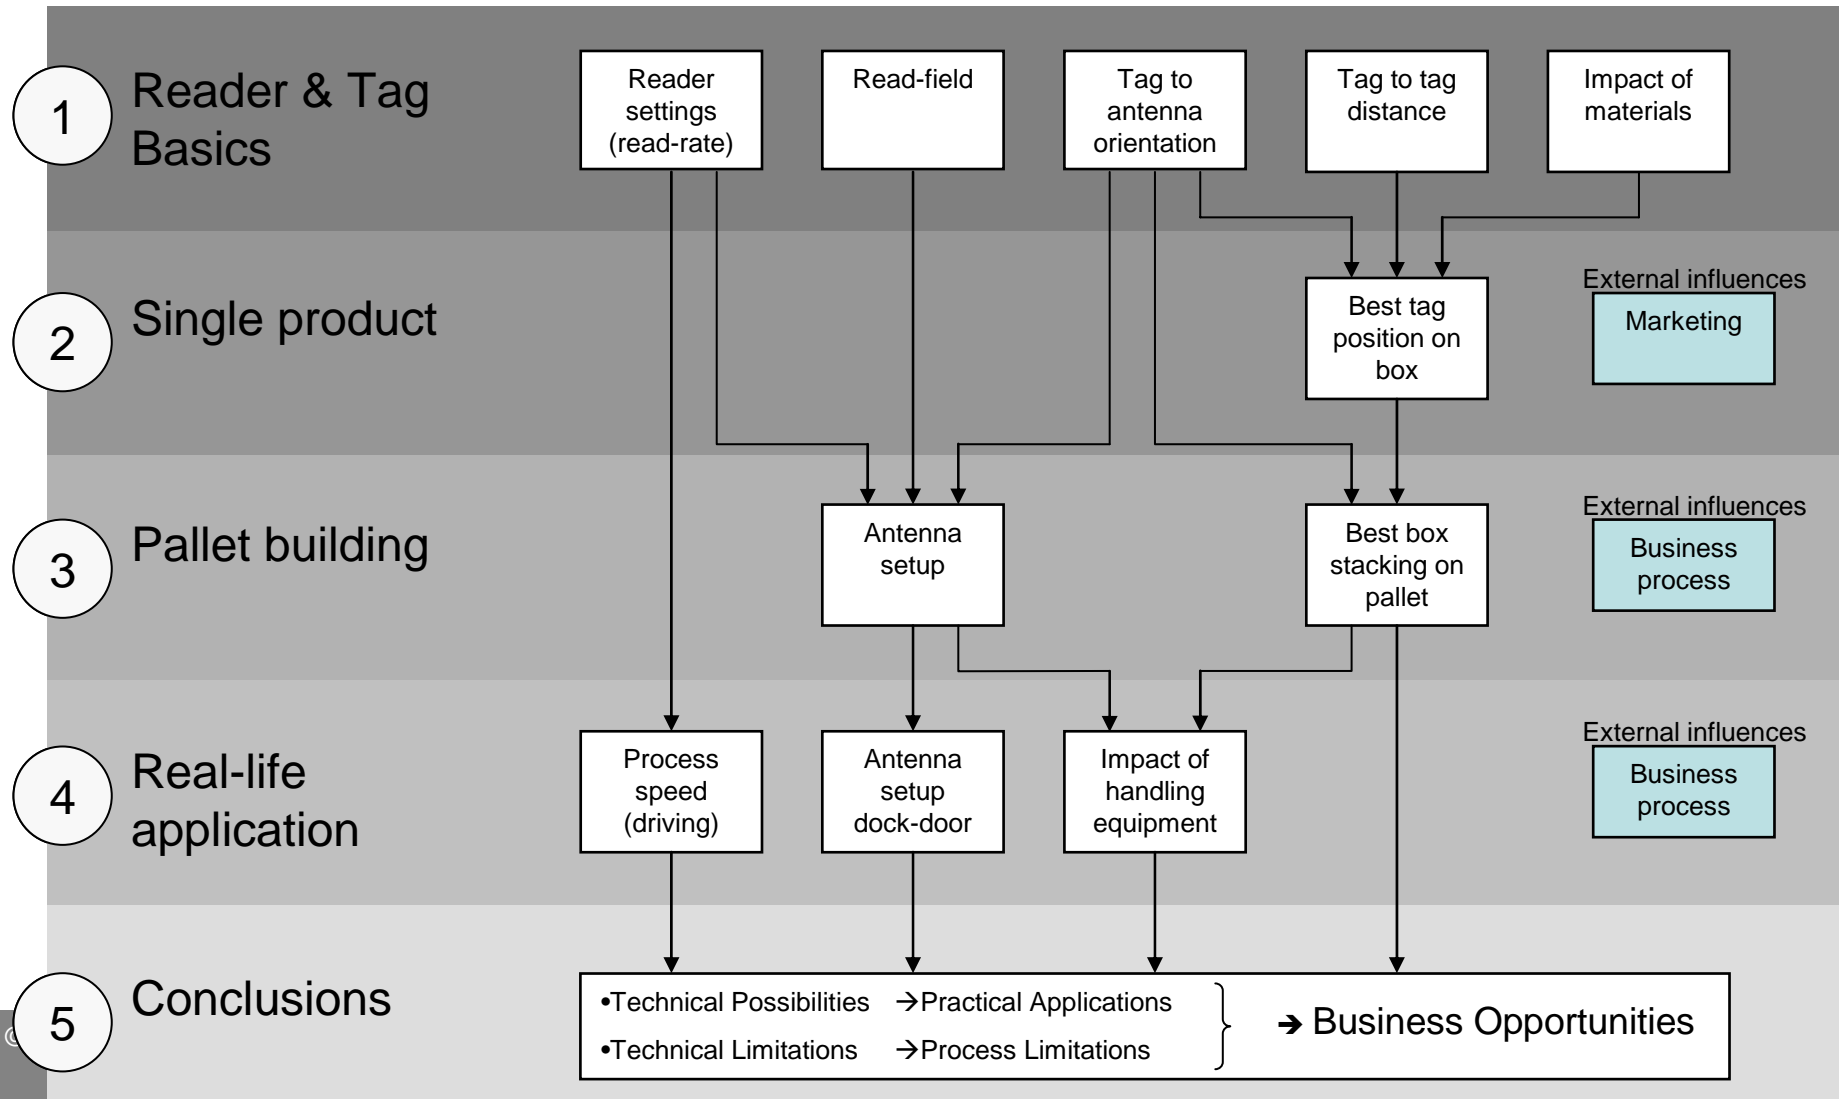 1
Reader & Tag
Basics
Reader
settings
(read-rate)
Read-field
Tag to
antenna
orientation
Tag to tag
distance
Impact of
materials
2
Single product
Best tag
position on
box
External influences
Marketing
3
Pallet building
Antenna
setup
Best box
stacking on
pallet
External influences
Business
process
4
Real-life
application
Process
speed
(driving)
Antenna
setup
dock-door
Impact of
handling
equipment
External influences
Business
process
©
5
Conclusions
•Technical Possibilities →Practical Applications
•Technical Limitations →Process Limitations
→ Business Opportunities